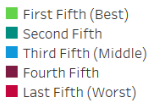 First Fifth (Best)
Second Fifth
Third Fifth (Middle)
Fourth Fifth
Last Fifth (Worst)